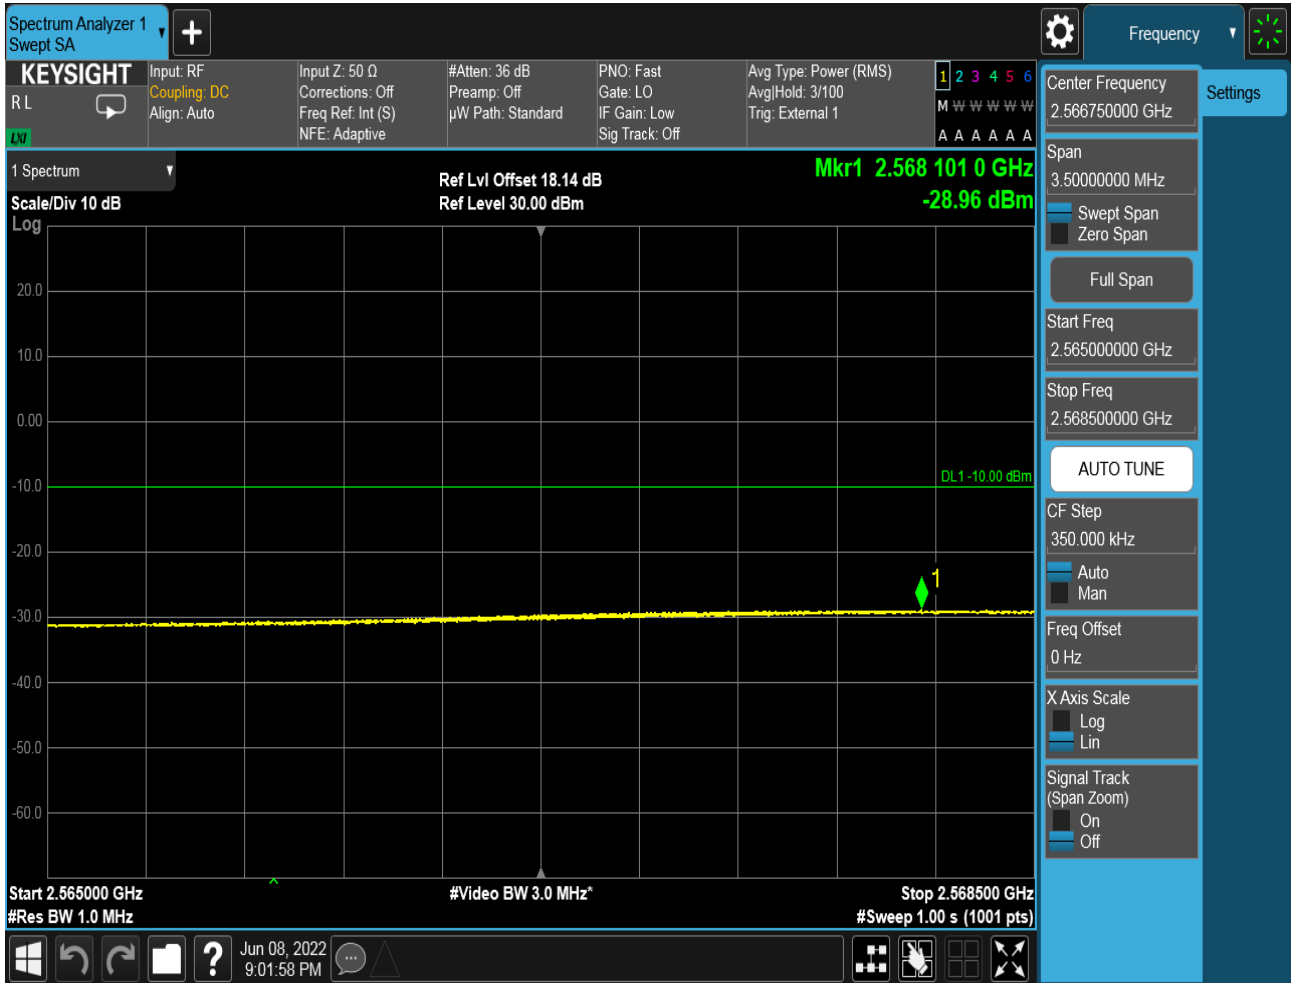 Spectrum Analyzer 1
Swept SA
Frequency
KEYSIGHT
R L
LXI
Input: RF
Coupling: DC
Align: Auto
Input Z: 50 Ω
Corrections: Off
Freq Ref: Int (S)
NFE: Adaptive
#Atten: 36 dB
Preamp: Off
µW Path: Standard
PNO: Fast
Gate: LO
IF Gain: Low
Sig Track: Off
Avg Type: Power (RMS)
Avg|Hold: 3/100
Trig: External 1
1 2 3 4 5 6
M W W W W W
A A A A A A
1 Spectrum
Scale/Div 10 dB
Log
Ref Lvl Offset 18.14 dB
Ref Level 30.00 dBm
Mkr1 2.568 101 0 GHz
-28.96 dBm
20.0
10.0
0.00
-10.0
-20.0
-30.0
-40.0
-50.0
-60.0
DL1 -10.00 dBm
1
Start 2.565000 GHz
#Res BW 1.0 MHz
#Video BW 3.0 MHz*
Stop 2.568500 GHz
#Sweep 1.00 s (1001 pts)
Center Frequency
2.566750000 GHz
Span
3.50000000 MHz
Swept Span
Zero Span
Full Span
Start Freq
2.565000000 GHz
Stop Freq
2.568500000 GHz
AUTO TUNE
CF Step
350.000 kHz
Auto
Man
Freq Offset
0 Hz
X Axis Scale
Log
Lin
Signal Track
(Span Zoom)
On
Off
Settings
?
Jun 08, 2022
9:01:58 PM